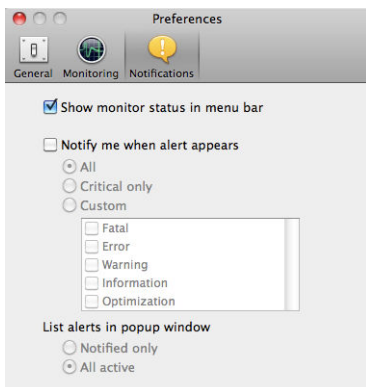 Preferences
General Monitoring Notifications
Show monitor status in menu bar
Notify me when alert appears
All
Critical only
Custom
Fatal
Error
Warning
Information
Optimization
List alerts in popup window
Notified only
All active